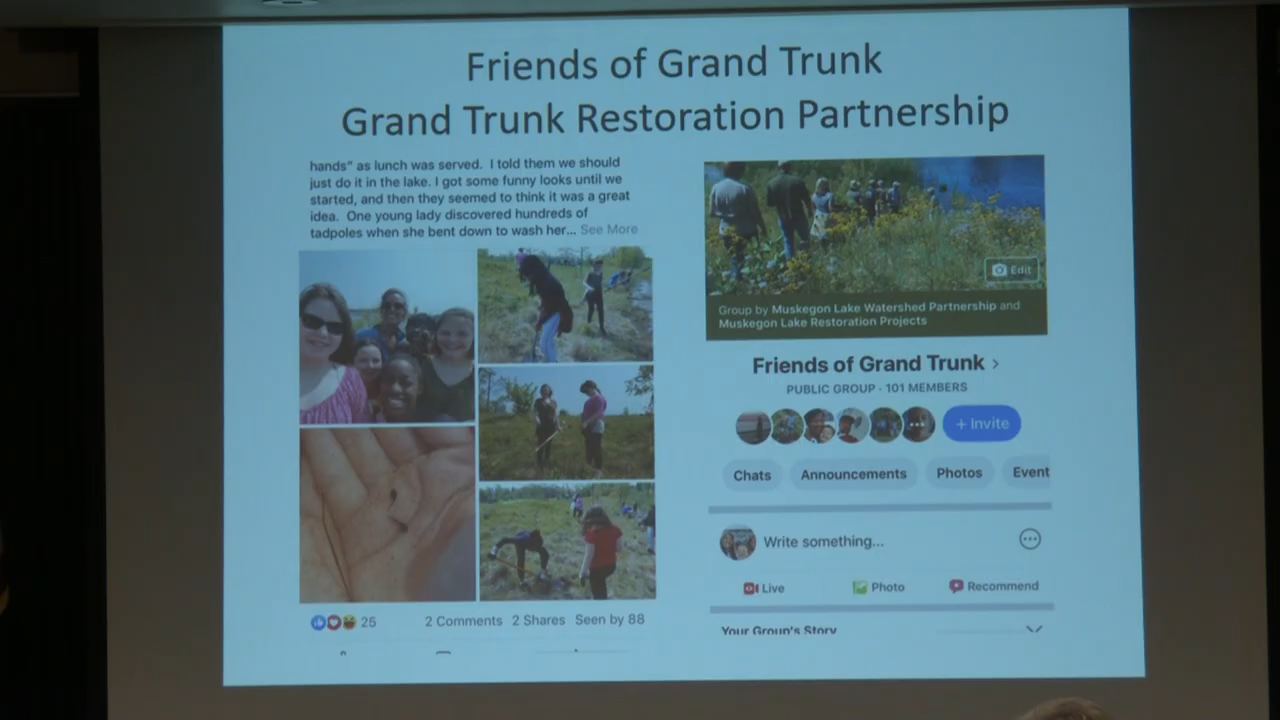 Friends of Grand Trunk
Grand Trunk Restoration Partnership
hands" as lunch was served. I told them we should
just do it in the lake. I got some funny looks until we
started, and then they seemed to think it was a great
idea. One young lady discovered hundreds of
tadpoles when she bent down to wash her... See More
25
2 Comments 2 Shares Seen by 88
Edit
Group by Muskegon Lake Watershed Partnership and
Muskegon Lake Restoration Projects
Friends of Grand Trunk >
PUBLIC GROUP · 101 MEMBERS
+ Invite
Chats Announcements Photos Event
Write something...
Live Photo Recommend
Your Group's Story